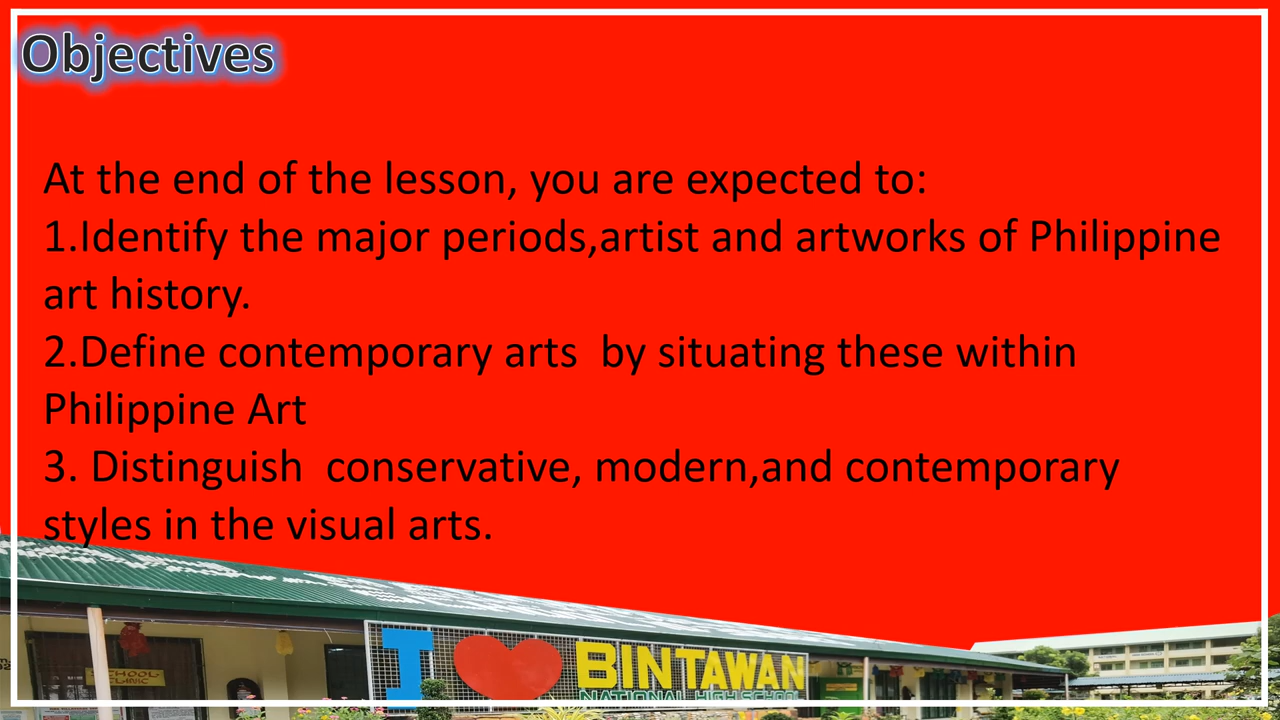 Objectives
At the end of the lesson, you are expected to:
1.Identify the major periods,artist and artworks of Philippine
art history.
2.Define contemporary arts  by situating these within
Philippine Art
3. Distinguish  conservative, modern,and contemporary
styles in the visual arts.
I
BINTAWAN
NATIONAL HIGH SCHOOL
SCHOOL
CLINIC